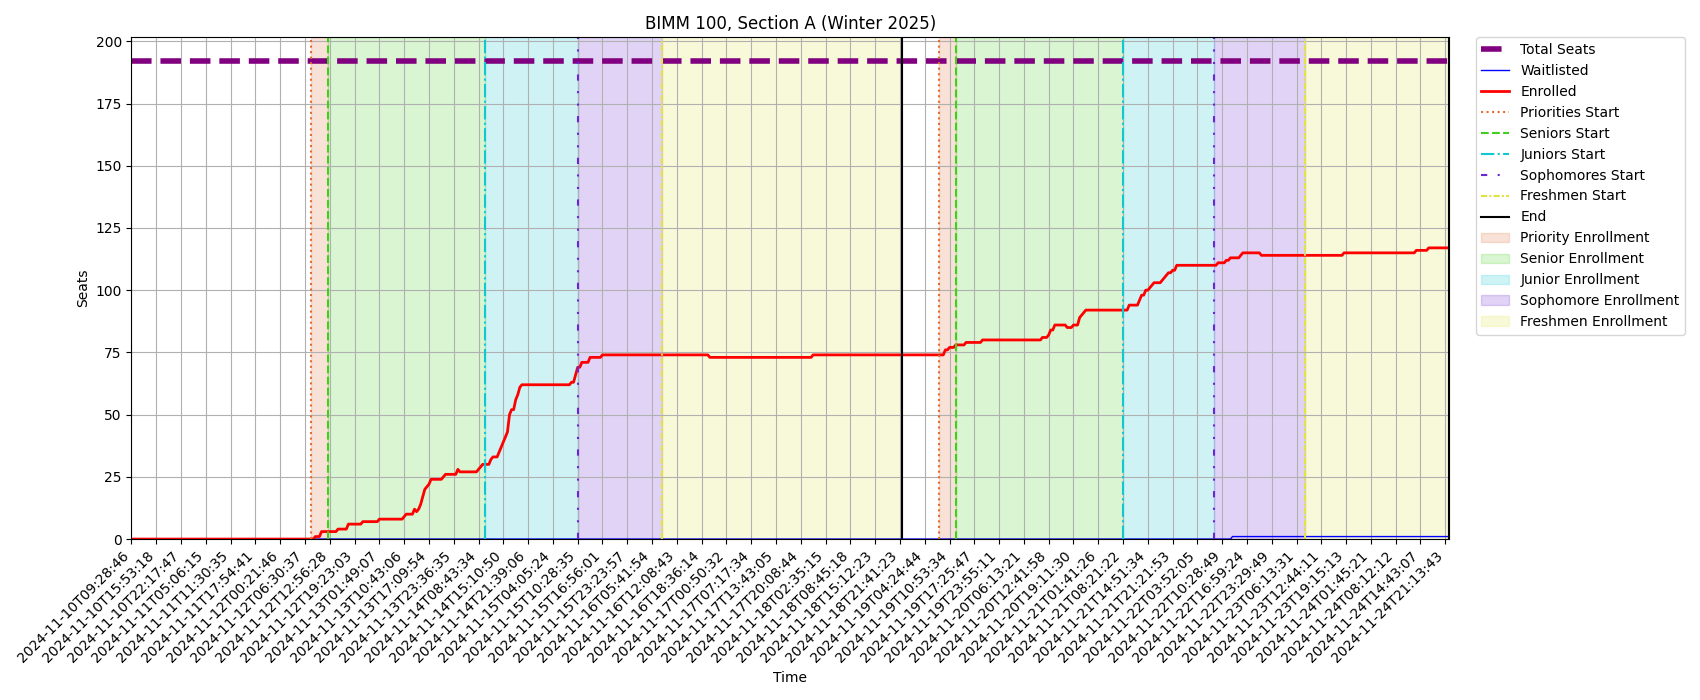 BIMM 100, Section A (Winter 2025)
Seats
200
175
150
125
100
75
50
25
0
2024-11-10T09:28:46
2024-11-10T15:53:18
2024-11-10T22:17:47
2024-11-11T05:06:15
2024-11-11T11:30:35
2024-11-11T17:54:41
2024-11-12T00:21:46
2024-11-12T06:30:37
2024-11-12T12:56:28
2024-11-12T19:23:03
2024-11-13T01:49:07
2024-11-13T10:43:06
2024-11-13T17:09:54
2024-11-13T23:36:35
2024-11-14T08:43:34
2024-11-14T15:10:50
2024-11-14T21:39:06
2024-11-15T04:05:24
2024-11-15T10:28:35
2024-11-15T16:56:01
2024-11-15T23:23:57
2024-11-16T05:41:54
2024-11-16T12:08:43
2024-11-16T18:36:14
2024-11-17T00:50:32
2024-11-17T07:17:34
2024-11-17T13:43:05
2024-11-17T20:08:44
2024-11-18T02:35:15
2024-11-18T08:45:18
2024-11-18T15:12:23
2024-11-18T21:41:23
2024-11-19T04:24:44
2024-11-19T10:53:34
2024-11-19T17:25:47
2024-11-19T23:55:11
2024-11-20T06:13:21
2024-11-20T12:41:58
2024-11-20T19:11:30
2024-11-21T01:41:26
2024-11-21T08:21:22
2024-11-21T14:51:34
2024-11-21T21:21:53
2024-11-22T03:52:05
2024-11-22T10:28:49
2024-11-22T16:59:24
2024-11-22T23:29:49
2024-11-23T06:13:31
2024-11-23T12:44:11
2024-11-23T19:15:13
2024-11-24T01:45:21
2024-11-24T08:12:12
2024-11-24T14:43:07
2024-11-24T21:13:43
Time
Total Seats
Waitlisted
Enrolled
Priorities Start
Seniors Start
Juniors Start
Sophomores Start
Freshmen Start
End
Priority Enrollment
Senior Enrollment
Junior Enrollment
Sophomore Enrollment
Freshmen Enrollment